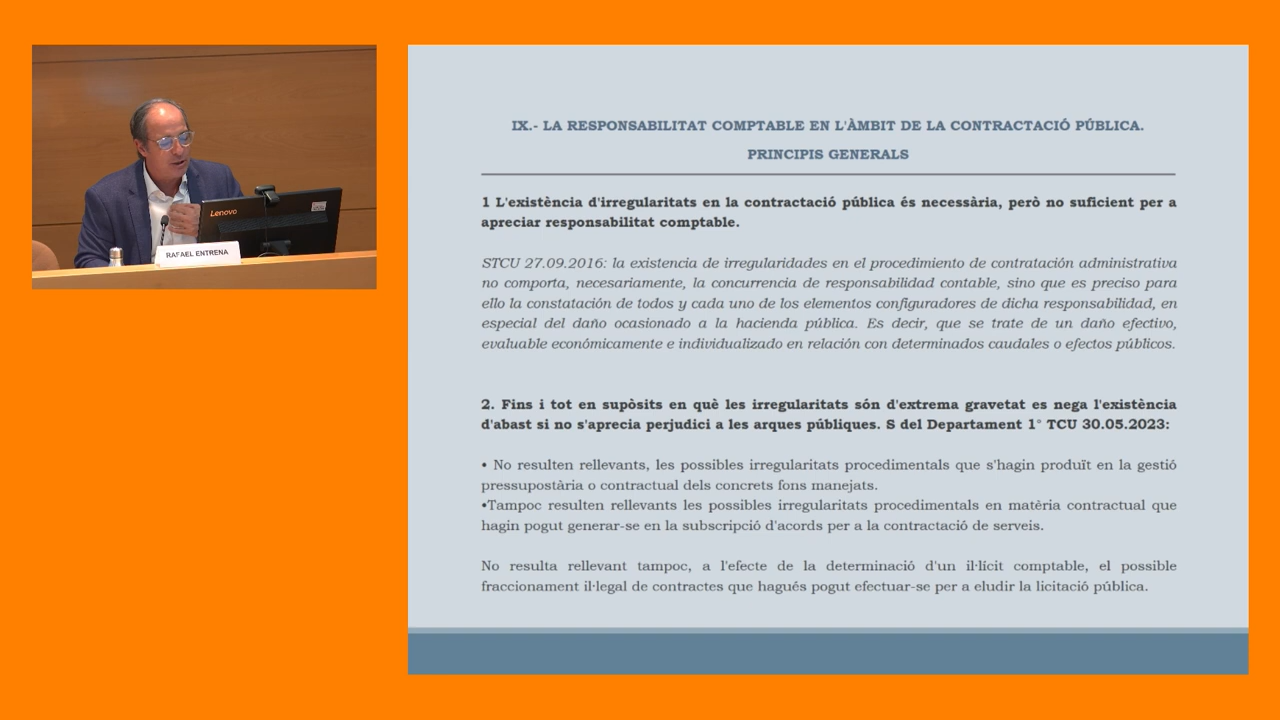 Lenovo
RAFAEL ENTRENA
IX.- LA RESPONSABILITAT COMPTABLE EN L'ÀMBIT DE LA CONTRACTACIÓ PÚBLICA.
PRINCIPIS GENERALS
1 L'existència d'irregularitats en la contractació pública és necessària, però no suficient per a
apreciar responsabilitat comptable.
STCU 27.09.2016: la existencia de irregularidades en el procedimiento de contratación administrativa
no comporta, necesariamente, la concurrencia de responsabilidad contable, sino que es preciso para
ello la constatación de todos y cada uno de los elementos configuradores de dicha responsabilidad, en
especial del daño ocasionado a la hacienda pública. Es decir, que se trate de un daño efectivo,
evaluable económicamente e individualizado en relación con determinados caudales o efectos públicos.
2. Fins i tot en supòsits en què les irregularitats són d'extrema gravetat es nega l'existència
d'abast si no s'aprecia perjudici a les arques públiques. S del Departament 1° TCU 30.05.2023:
• No resulten rellevants, les possibles irregularitats procedimentals que s'hagin produït en la gestió
pressupostària o contractual dels concrets fons manejats.
•Tampoc resulten rellevants les possibles irregularitats procedimentals en matèria contractual que
hagin pogut generar-se en la subscripció d'acords per a la contractació de serveis.
No resulta rellevant tampoc, a l'efecte de la determinació d'un il·lícit comptable, el possible
fraccionament il·legal de contractes que hagués pogut efectuar-se per a eludir la licitació pública.